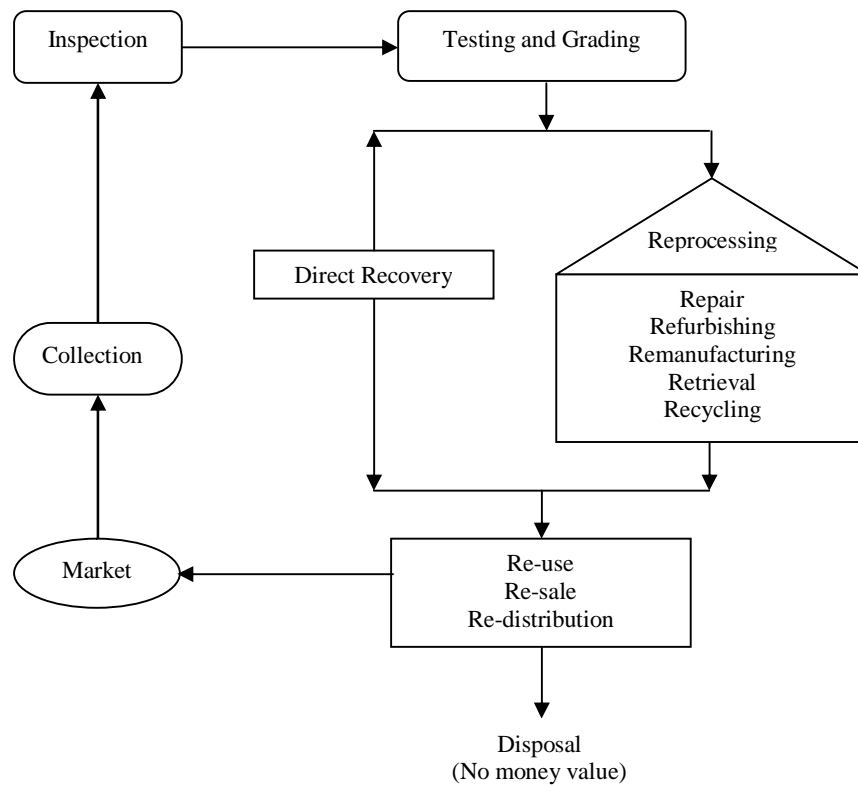 Inspection
Testing and Grading
Reprocessing
Direct Recovery
Repair
Refurbishing
Remanufacturing
Retrieval
Recycling
Collection
Market
Re-use
Re-sale
Re-distribution
Disposal
(No money value)